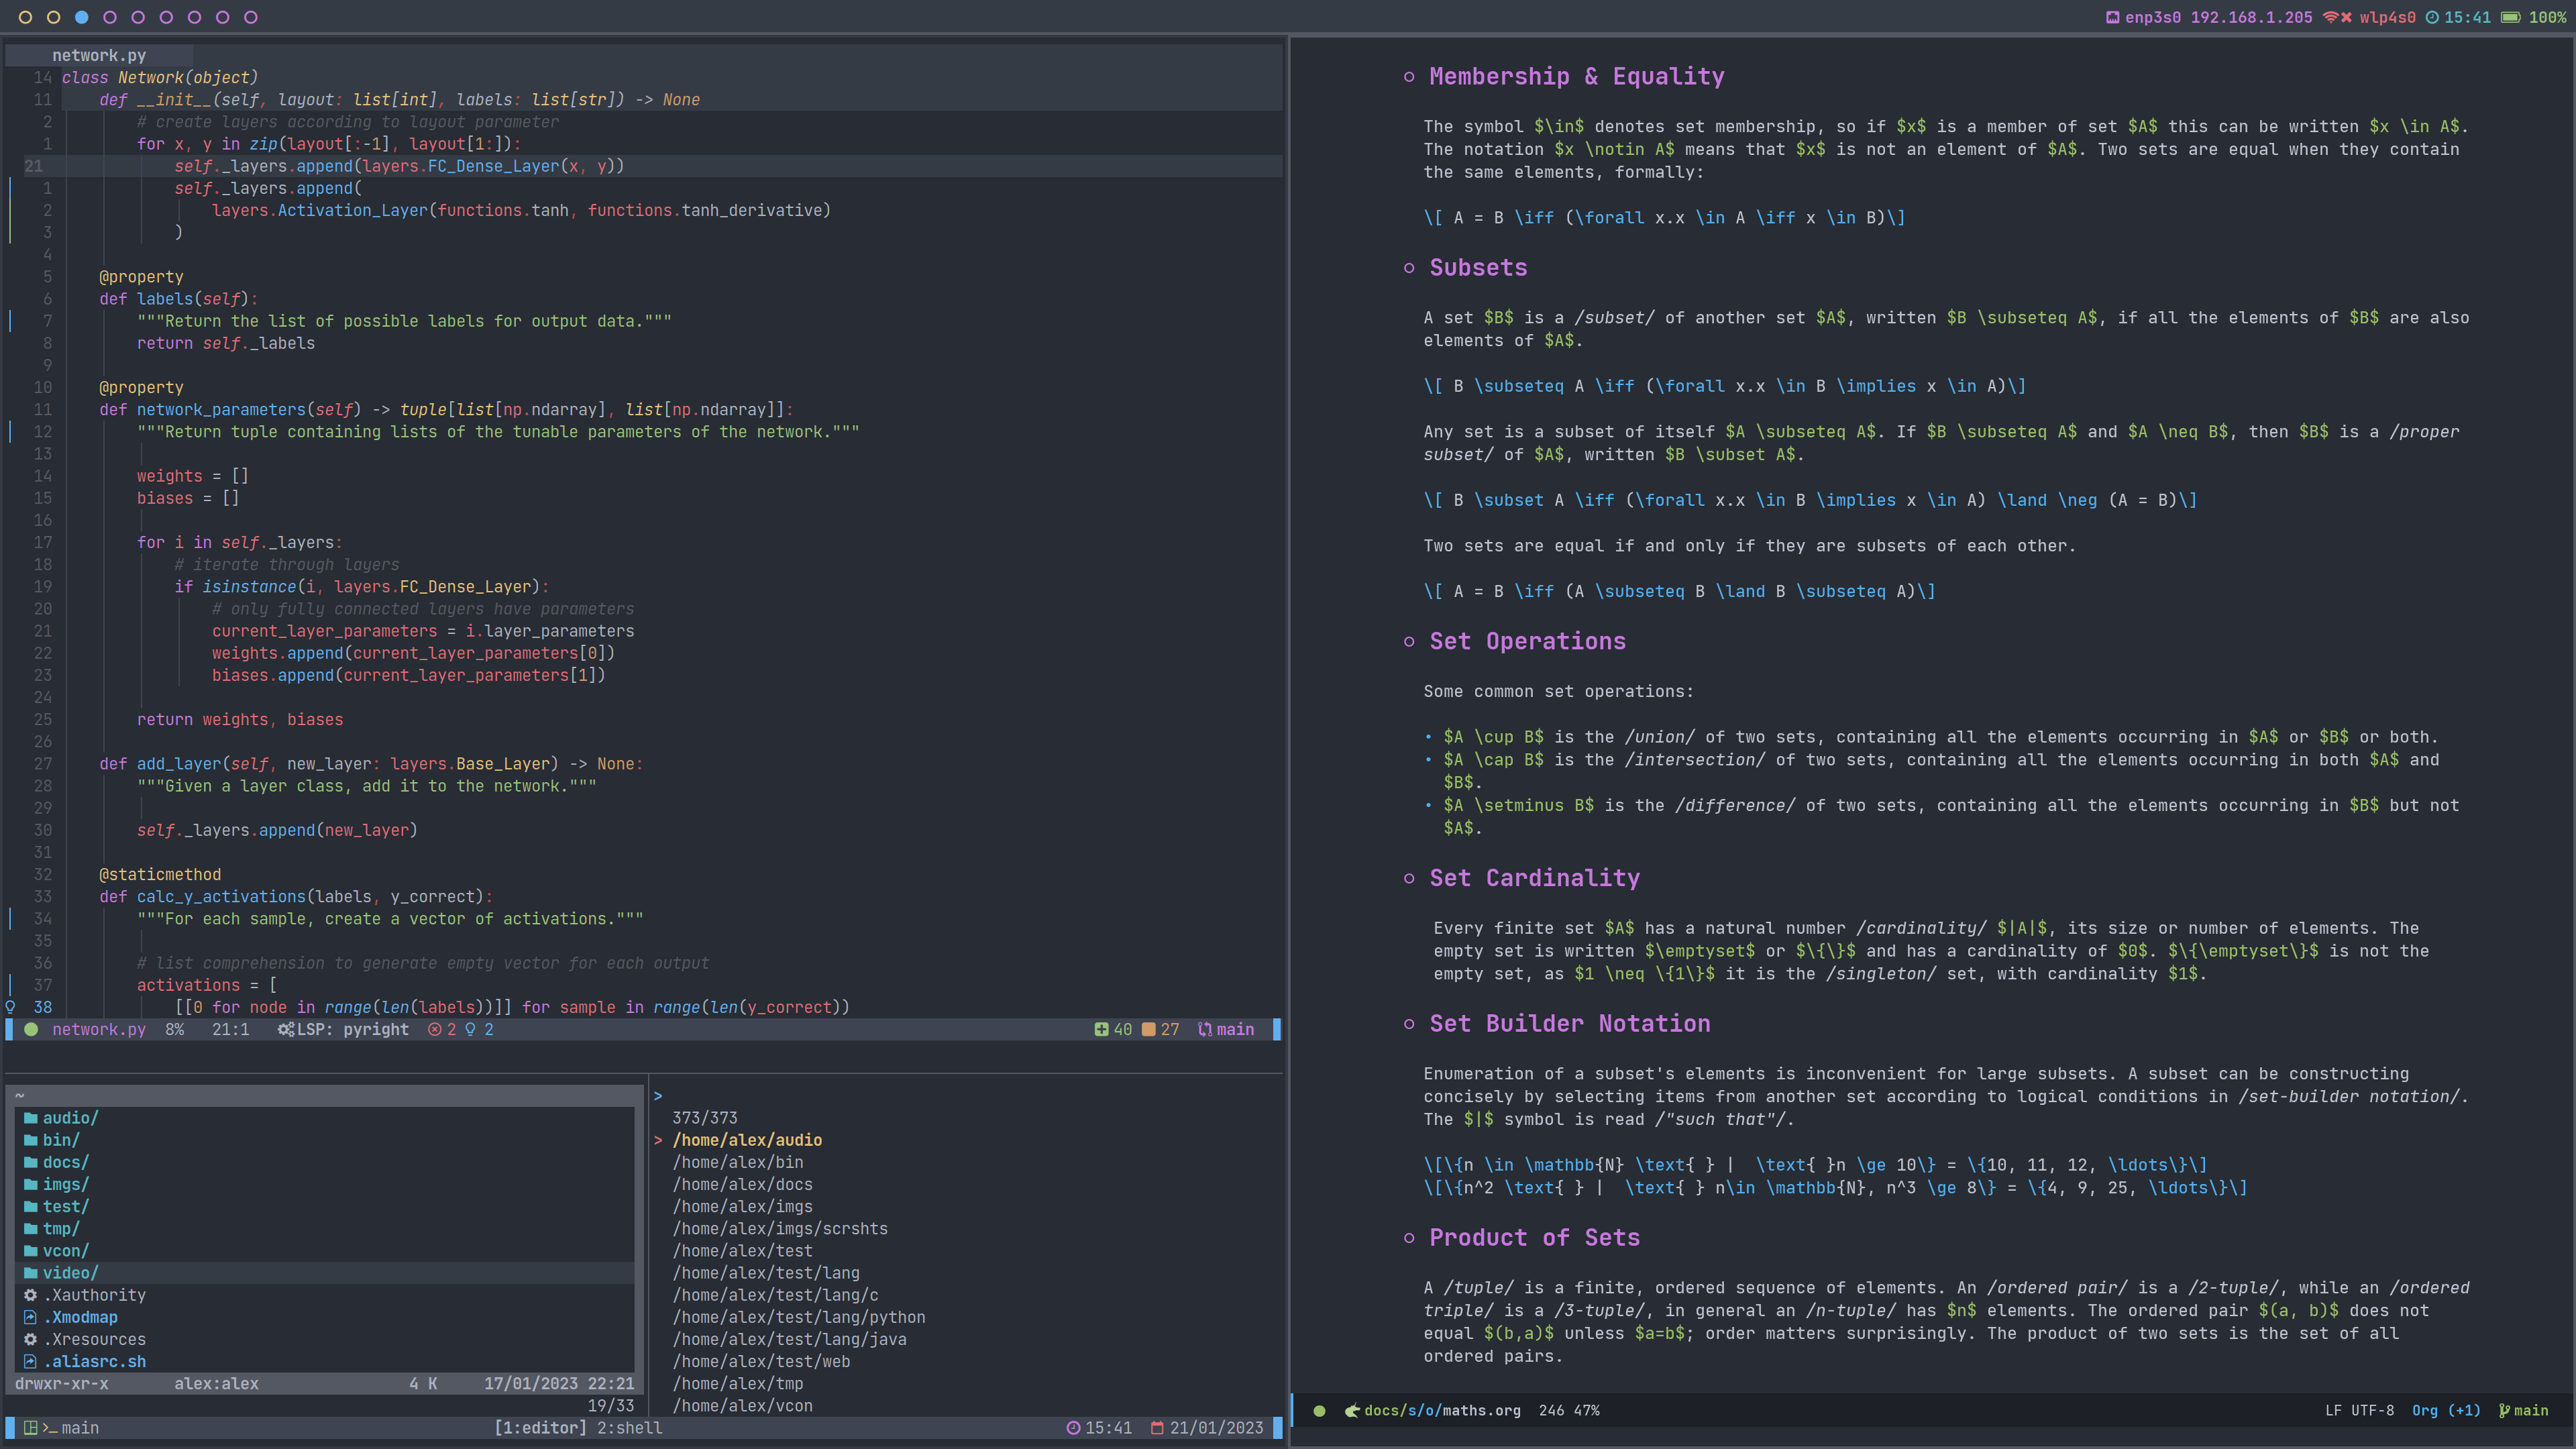 enp3s0 192.168.1.205 wlp4s0 15:41 100%
network.py
14 class Network(object)
11 def __init__(self, layout: list[int], labels: list[str]) -> None
2 # create layers according to layout parameter
1 for x, y in zip(layout[:-1], layout[1:]):
21 self._layers.append(layers.FC_Dense_Layer(x, y))
1 self._layers.append(
2 layers.Activation_Layer(functions.tanh, functions.tanh_derivative)
3 )
4
5 @property
6 def labels(self):
7 """Return the list of possible labels for output data."""
8 return self._labels
9
10 @property
11 def network_parameters(self) -> tuple[list[np.ndarray], list[np.ndarray]]:
12 """Return tuple containing lists of the tunable parameters of the network."""
13
14 weights = []
15 biases = []
16
17 for i in self._layers:
18 # iterate through layers
19 if isinstance(i, layers.FC_Dense_Layer):
20 # only fully connected layers have parameters
21 current_layer_parameters = i.layer_parameters
22 weights.append(current_layer_parameters[0])
23 biases.append(current_layer_parameters[1])
24
25 return weights, biases
26
27 def add_layer(self, new_layer: layers.Base_Layer) -> None:
28 """Given a layer class, add it to the network."""
29
30 self._layers.append(new_layer)
31
32 @staticmethod
33 def calc_y_activations(labels, y_correct):
34 """For each sample, create a vector of activations."""
35
36 # list comprehension to generate empty vector for each output
37 activations = [
38 [[0 for node in range(len(labels))]] for sample in range(len(y_correct))
network.py 8% 21:1 LSP: pyright 2 2 40 27 main
~
audio/
bin/
docs/
imgs/
test/
tmp/
vcon/
video/
.Xauthority
.Xmodmap
.Xresources
.aliasrc.sh
drwxr-xr-x alex:alex 4 K 17/01/2023 22:21
19/33
>
373/373
> /home/alex/audio
/home/alex/bin
/home/alex/docs
/home/alex/imgs
/home/alex/imgs/scrshts
/home/alex/test
/home/alex/test/lang
/home/alex/test/lang/c
/home/alex/test/lang/python
/home/alex/test/lang/java
/home/alex/test/web
/home/alex/tmp
/home/alex/vcon
main [1:editor] 2:shell 15:41 21/01/2023
Membership & Equality
The symbol $\in$ denotes set membership, so if $x$ is a member of set $A$ this can be written $x \in A$.
The notation $x \notin A$ means that $x$ is not an element of $A$. Two sets are equal when they contain
the same elements, formally:
\[ A = B \iff (\forall x.x \in A \iff x \in B)\]
Subsets
A set $B$ is a /subset/ of another set $A$, written $B \subseteq A$, if all the elements of $B$ are also
elements of $A$.
\[ B \subseteq A \iff (\forall x.x \in B \implies x \in A)\]
Any set is a subset of itself $A \subseteq A$. If $B \subseteq A$ and $A \neq B$, then $B$ is a /proper
subset/ of $A$, written $B \subset A$.
\[ B \subset A \iff (\forall x.x \in B \implies x \in A) \land \neg (A = B)\]
Two sets are equal if and only if they are subsets of each other.
\[ A = B \iff (A \subseteq B \land B \subseteq A)\]
Set Operations
Some common set operations:
• $A \cup B$ is the /union/ of two sets, containing all the elements occurring in $A$ or $B$ or both.
• $A \cap B$ is the /intersection/ of two sets, containing all the elements occurring in both $A$ and
$B$.
• $A \setminus B$ is the /difference/ of two sets, containing all the elements occurring in $B$ but not
$A$.
Set Cardinality
Every finite set $A$ has a natural number /cardinality/ $|A|$, its size or number of elements. The
empty set is written $\emptyset$ or $\{\}$ and has a cardinality of $0$. $\{\emptyset\}$ is not the
empty set, as $1 \neq \{1\}$ it is the /singleton/ set, with cardinality $1$.
Set Builder Notation
Enumeration of a subset's elements is inconvenient for large subsets. A subset can be constructing
concisely by selecting items from another set according to logical conditions in /set-builder notation/.
The $|$ symbol is read /"such that"/.
\[\{n \in \mathbb{N} \text{ } |  \text{ }n \ge 10\} = \{10, 11, 12, \ldots\}\]
\[\{n^2 \text{ } |  \text{ } n\in \mathbb{N}, n^3 \ge 8\} = \{4, 9, 25, \ldots\}\]
Product of Sets
A /tuple/ is a finite, ordered sequence of elements. An /ordered pair/ is a /2-tuple/, while an /ordered
triple/ is a /3-tuple/, in general an /n-tuple/ has $n$ elements. The ordered pair $(a, b)$ does not
equal $(b,a)$ unless $a=b$; order matters surprisingly. The product of two sets is the set of all
ordered pairs.
docs/s/o/maths.org 246 47% LF UTF-8 Org (+1) main